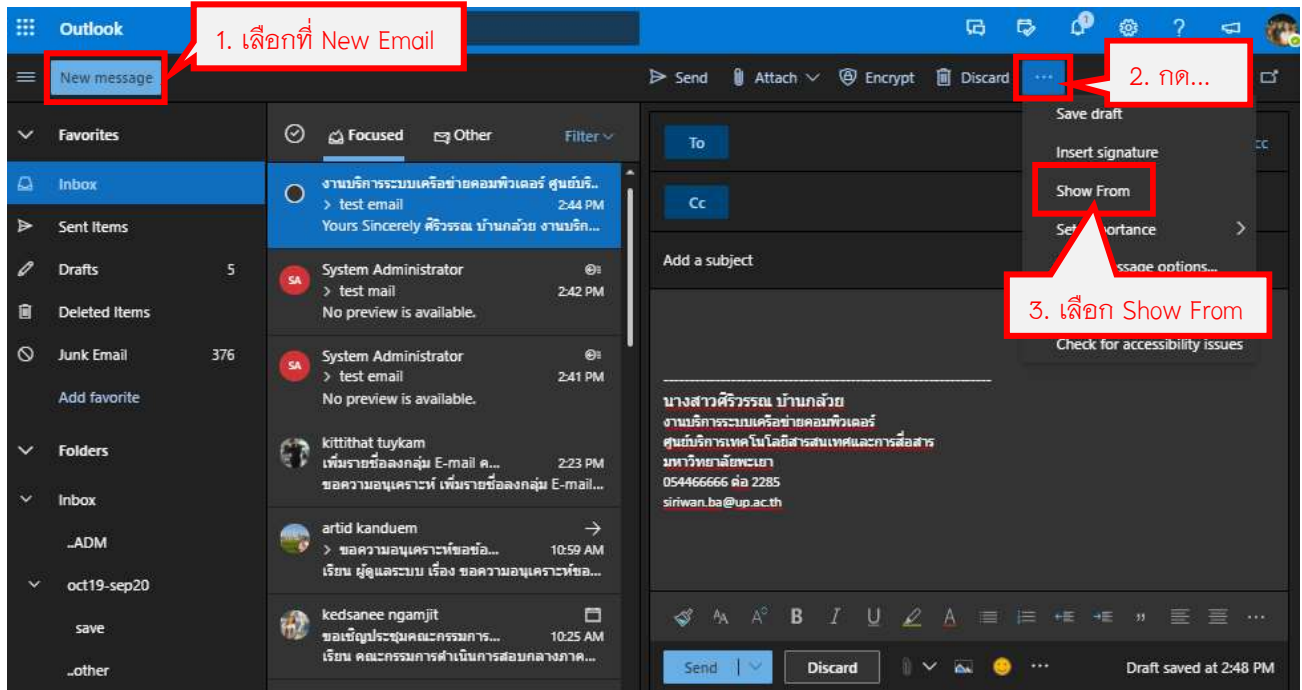 Outlook
1. เลือกที่ New Email
New message
Send
Attach
Encrypt
Discard
...
2. กด...
Favorites
Inbox
Sent Items
Drafts 5
Deleted Items
Junk Email 376
Add favorite
Folders
Inbox
..ADM
oct19-sep20
save
..other
Focused
Other
Filter
งานบริการระบบเครือข่ายคอมพิวเตอร์ ศูนย์บริ..
> test email 2:44 PM
Yours Sincerely ศิริวรรณ บ้านกล้วย งานบริก...
SA
System Administrator
> test mail 2:42 PM
No preview is available.
SA
System Administrator
> test email 2:41 PM
No preview is available.
kittithat tuykam
เพิ่มรายชื่อลงกลุ่ม E-mail ค... 2:23 PM
ขอความอนุเคราะห์ เพิ่มรายชื่อลงกลุ่ม E-mail...
artid kanduem
> ขอความอนุเคราะห์ขอข้อ... 10:59 AM
เรียน ผู้ดูแลระบบ เรื่อง ขอความอนุเคราะห์ขอ...
kedsanee ngamjit
ขอเชิญประชุมคณะกรรมการ... 10:25 AM
เรียน คณะกรรมการดำเนินการสอบกลางภาค...
To
Cc
Add a subject
Save draft
Insert signature
Show From
3. เลือก Show From
Check for accessibility issues
นางสาวศิริวรรณ บ้านกล้วย
งานบริการระบบเครือข่ายคอมพิวเตอร์
ศูนย์บริการเทคโนโลยีสารสนเทศและการสื่อสาร
มหาวิทยาลัยพะเยา
054466666 ต่อ 2285
siriwan.ba@up.ac.th
Send
Discard
Draft saved at 2:48 PM